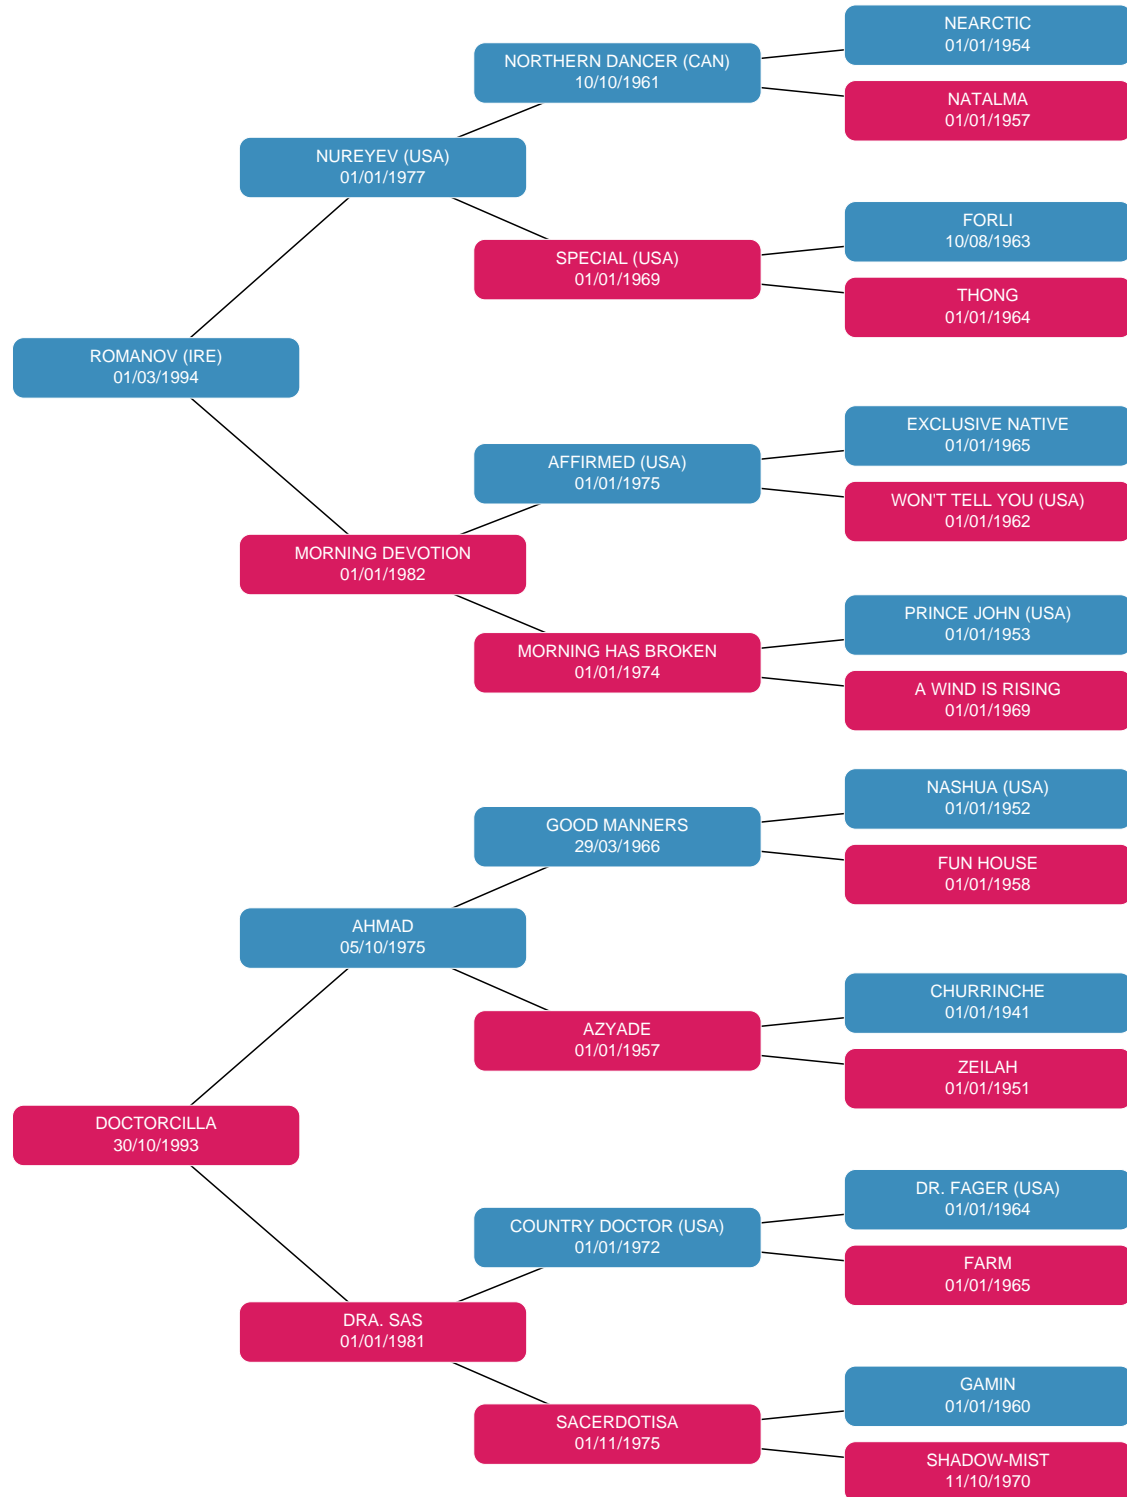 NEARCTIC
01/01/1954
NORTHERN DANCER (CAN)
10/10/1961
NATALMA
01/01/1957
NUREYEV (USA)
01/01/1977
FORLI
10/08/1963
SPECIAL (USA)
01/01/1969
THONG
01/01/1964
ROMANOV (IRE)
01/03/1994
EXCLUSIVE NATIVE
01/01/1965
AFFIRMED (USA)
01/01/1975
WON'T TELL YOU (USA)
01/01/1962
MORNING DEVOTION
01/01/1982
PRINCE JOHN (USA)
01/01/1953
MORNING HAS BROKEN
01/01/1974
A WIND IS RISING
01/01/1969
NASHUA (USA)
01/01/1952
GOOD MANNERS
29/03/1966
FUN HOUSE
01/01/1958
AHMAD
05/10/1975
CHURRINCHE
01/01/1941
AZYADE
01/01/1957
ZEILAH
01/01/1951
DOCTORCILLA
30/10/1993
DR. FAGER (USA)
01/01/1964
COUNTRY DOCTOR (USA)
01/01/1972
FARM
01/01/1965
DRA. SAS
01/01/1981
GAMIN
01/01/1960
SACERDOTISA
01/11/1975
SHADOW-MIST
11/10/1970